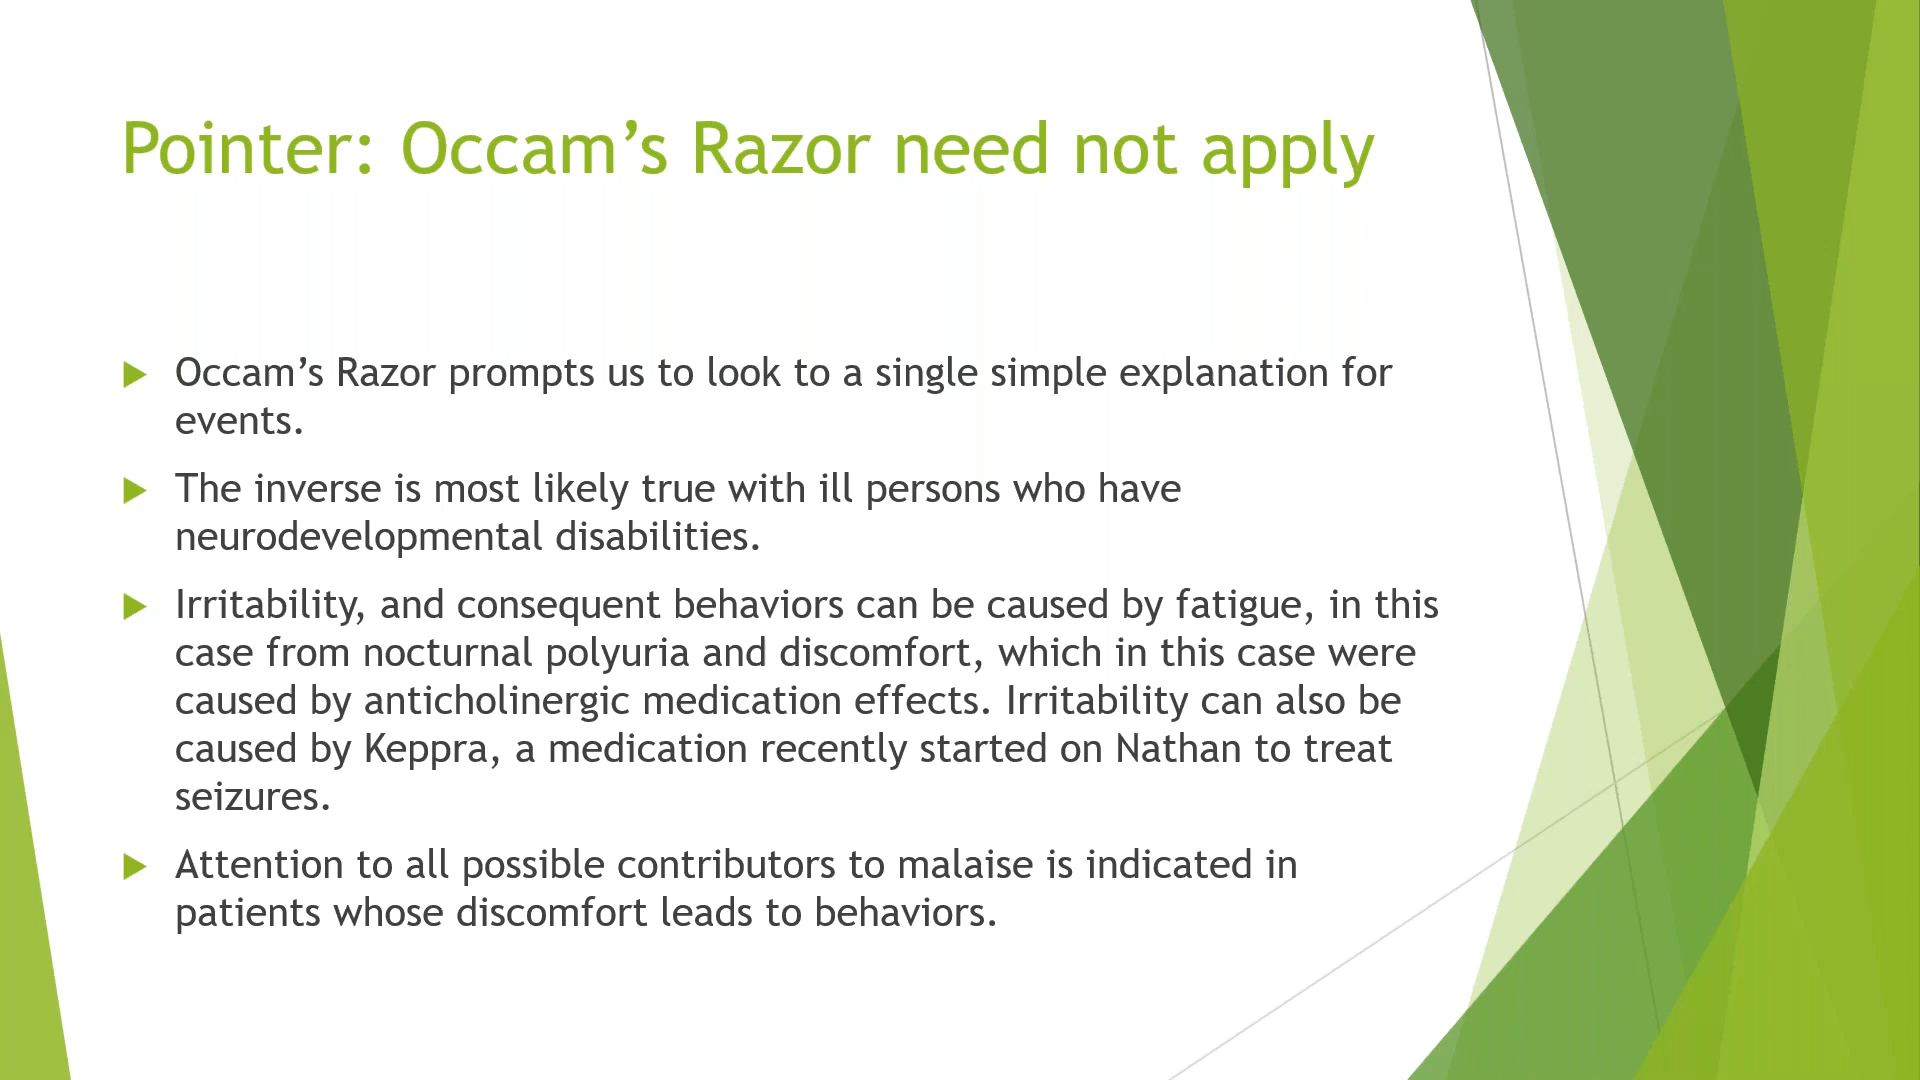 Pointer: Occam’s Razor need not apply
Occam’s Razor prompts us to look to a single simple explanation for
events.
The inverse is most likely true with ill persons who have
neurodevelopmental disabilities.
Irritability, and consequent behaviors can be caused by fatigue, in this
case from nocturnal polyuria and discomfort, which in this case were
caused by anticholinergic medication effects. Irritability can also be
caused by Keppra, a medication recently started on Nathan to treat
seizures.
Attention to all possible contributors to malaise is indicated in
patients whose discomfort leads to behaviors.